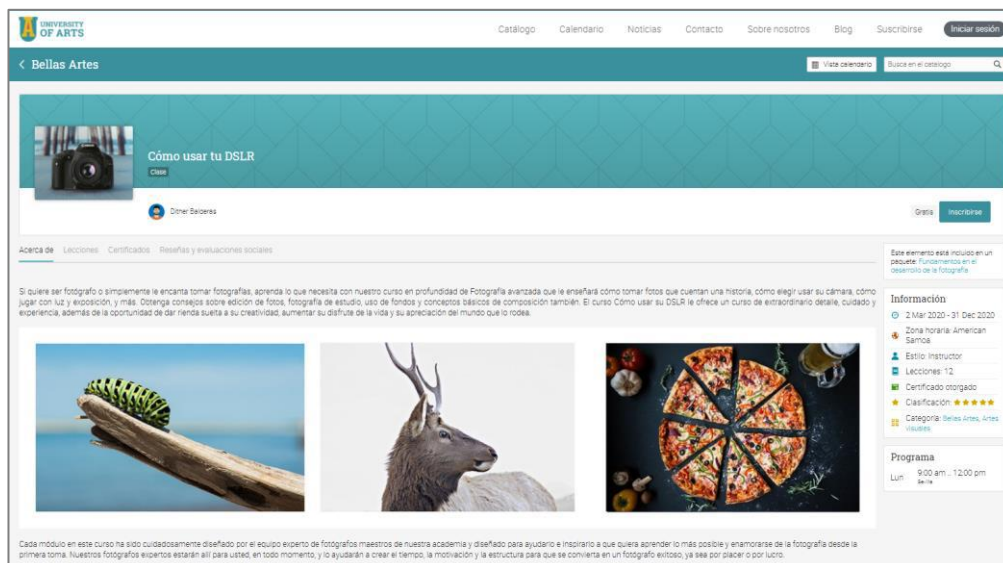 UNIVERSITY
OF ARTS
Catálogo Calendario Noticias Contacto Sobre nosotros Blog Suscribirse Iniciar sesión
Bellas Artes
Vista calendario Busca en el catalogo
Cómo usar tu DSLR
Clase
Ditner Balderas
Gratis Inscribirse
Acerca de Lecciones Certificados Reseñas y evaluaciones sociales
Si quiere ser fotógrafo o simplemente le encanta tomar fotografías, aprenda lo que necesita con nuestro curso en profundidad de Fotografía avanzada que le enseñará cómo tomar fotos que cuentan una historia, cómo elegir usar su cámara, cómo
jugar con luz y exposición, y más. Obtenga consejos sobre edición de fotos, fotografía de estudio, uso de fondos y conceptos básicos de composición también. El curso Cómo usar su DSLR le ofrece un curso de extraordinario detalle, cuidado y
experiencia, además de la oportunidad de dar rienda suelta a su creatividad, aumentar su disfrute de la vida y su apreciación del mundo que lo rodea.
Cada módulo en este curso ha sido cuidadosamente diseñado por el equipo experto de fotógrafos maestros de nuestra academia y diseñado para ayudarlo e inspirarlo a que quiera aprender lo más posible y enamorarse de la fotografía desde la
primera toma. Nuestros fotógrafos expertos estarán allí para usted, en todo momento, y lo ayudarán a crear el tiempo, la motivación y la estructura para que se convierta en un fotógrafo exitoso, ya sea por placer o por lucro.
Este elemento está incluido en un
paquete: Fundamentos en el
desarrollo de la fotografía
Información
2 Mar 2020 - 31 Dec 2020
Zona horaria: American
Samoa
Estilo: Instructor
Lecciones: 12
Certificado otorgado
Clasificación: ★★★★★
Categoría: Bellas Artes, Artes
visuales
Programa
Lun 9:00 am .. 12:00 pm
Sevilla